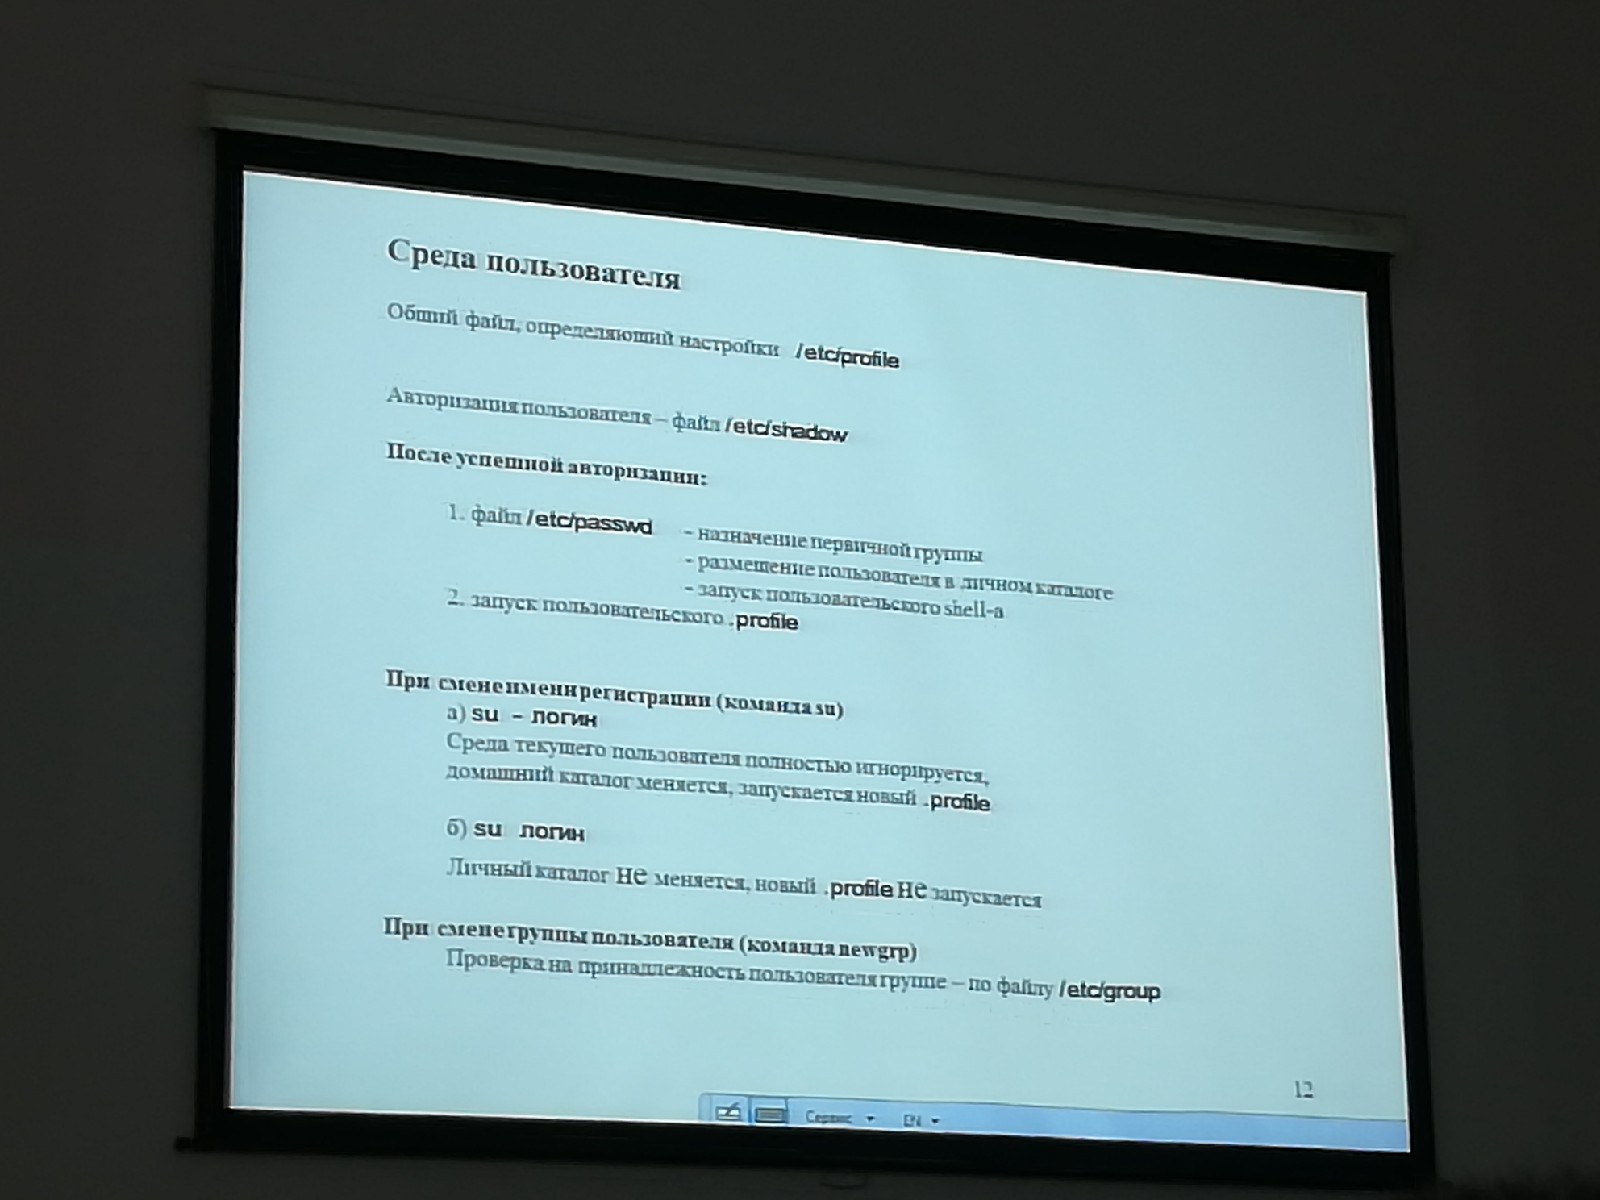 Среда пользователя
Общий файл, определяющий настройки /etc/profile
Авторизация пользователя – файл /etc/shadow
После успешной авторизации:
1. файл /etc/passwd - назначение первичной группы
- размещение пользователя в личном каталоге
- запуск пользовательского shell-а
2. запуск пользовательского .profile
При смене имени регистрации (команда su)
а) su - логин
Среда текущего пользователя полностью игнорируется,
домашний каталог меняется, запускается новый .profile
б) su логин
Личный каталог не меняется, новый .profile не запускается
При смене группы пользователя (команда newgrp)
Проверка на принадлежность пользователя группе – по файлу /etc/group
12
Сервис EN